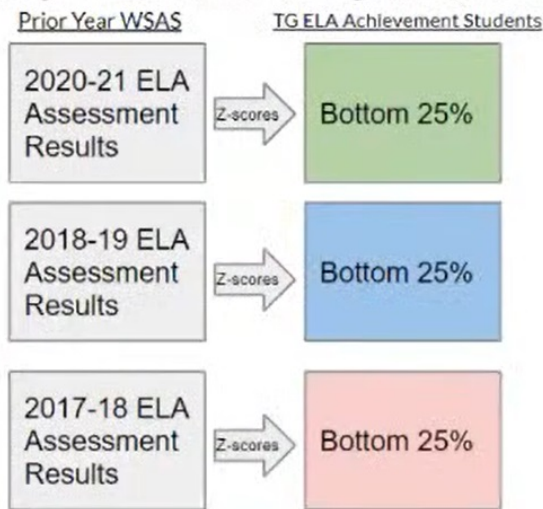 Prior Year WSAS
TG ELA Achievement Students
2020-21 ELA
Assessment
Results
Z-scores
Bottom 25%
2018-19 ELA
Assessment
Results
Z-scores
Bottom 25%
2017-18 ELA
Assessment
Results
Z-scores
Bottom 25%